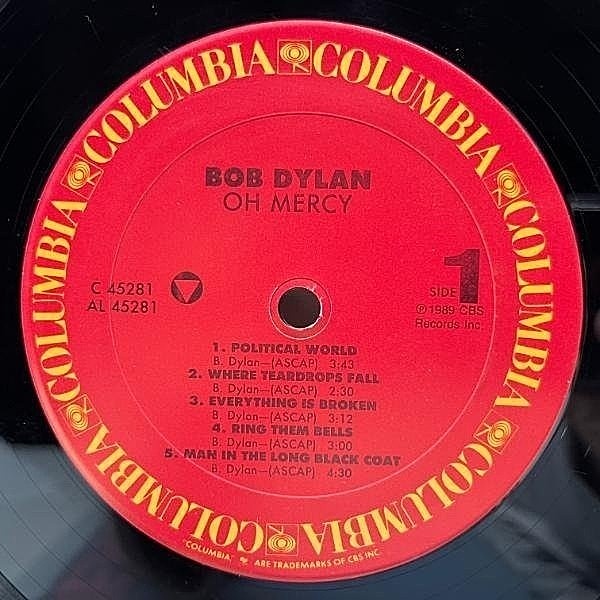 COLUMBIA COLUMBIA COLUMBIA COLUMBIA COLUMBIA COLUMBIA COLUMBIA
BOB DYLAN
OH MERCY
C 45281
AL 45281
SIDE 1
℗ 1989 CBS
Records Inc.
1. POLITICAL WORLD
B. Dylan—(ASCAP) 3:43
2. WHERE TEARDROPS FALL
B. Dylan—(ASCAP) 2:30
3. EVERYTHING IS BROKEN
B. Dylan—(ASCAP) 3:12
4. RING THEM BELLS
B. Dylan—(ASCAP) 3:00
5. MAN IN THE LONG BLACK COAT
B. Dylan—(ASCAP) 4:30
"COLUMBIA," ARE TRADEMARKS OF CBS INC.